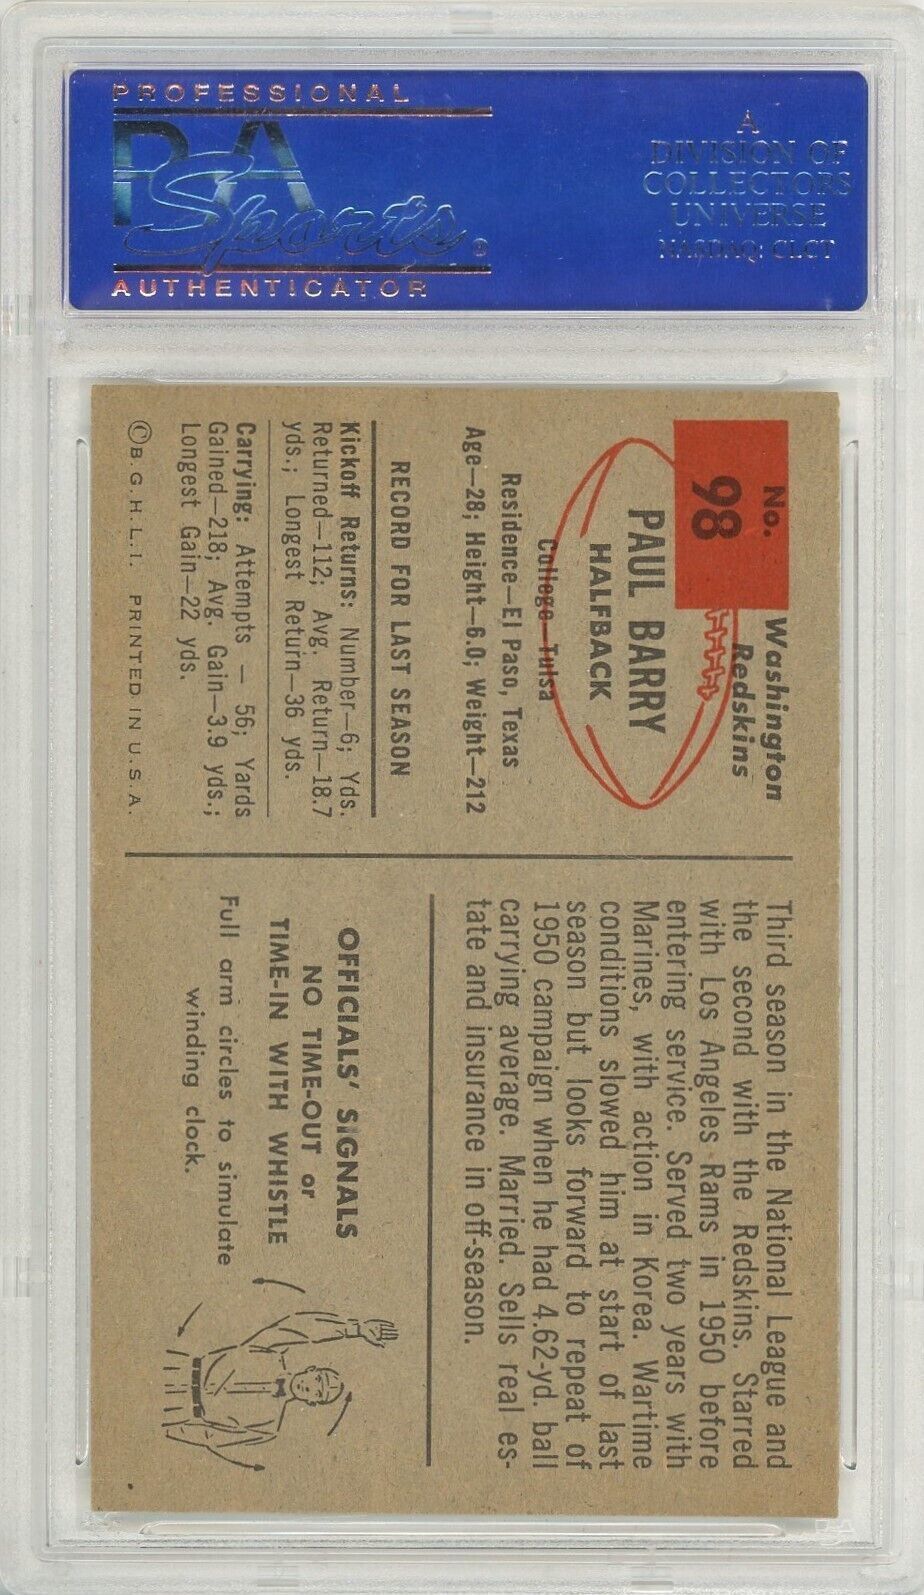 PROFESSIONAL
PSA
Sports
AUTHENTICATOR
A
DIVISION OF
COLLECTORS
UNIVERSE
NASDAQ: CLCT
No.
98
Washington
Redskins
PAUL BARRY
HALFBACK
College—Tulsa
Residence—El Paso, Texas
Age—28; Height—6.0; Weight—212
RECORD FOR LAST SEASON
Kickoff Returns: Number—6; Yds.
Returned—112; Avg. Return—18.7
yds.; Longest Return—36 yds.
Carrying: Attempts — 56; Yards
Gained—218; Avg. Gain—3.9 yds.;
Longest Gain—22 yds.
©B. G. H. L. I. PRINTED IN U. S. A.
Third season in the National League and
the second with the Redskins. Starred
with Los Angeles Rams in 1950 before
entering service. Served two years with
Marines, with action in Korea. Wartime
conditions slowed him at start of last
season but looks forward to repeat of
1950 campaign when he had 4.62-yd. ball
carrying average. Married. Sells real es-
tate and insurance in off-season.
OFFICIALS' SIGNALS
NO TIME-OUT or
TIME-IN WITH WHISTLE
Full arm circles to simulate
winding clock.